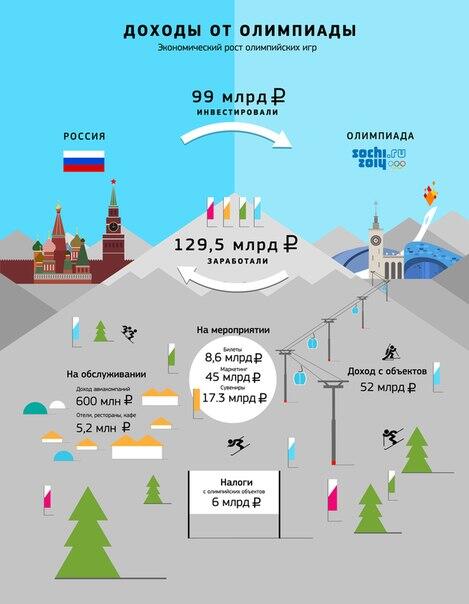 ДОХОДЫ ОТ ОЛИМПИАДЫ
Экономический рост олимпийских игр
99 млрд ₽
ИНВЕСТИРОВАЛИ
РОССИЯ
ОЛИМПИАДА
sochi.ru
2014
129,5 млрд ₽
ЗАРАБОТАЛИ
На мероприятии
Билеты
8,6 млрд ₽
Маркетинг
45 млрд ₽
Сувениры
17.3 млрд ₽
На обслуживании
Доход авиакомпаний
600 млн ₽
Отели, рестораны, кафе
5,2 млн ₽
Доход с объектов
52 млрд ₽
Налоги
с олимпийских объектов
6 млрд ₽